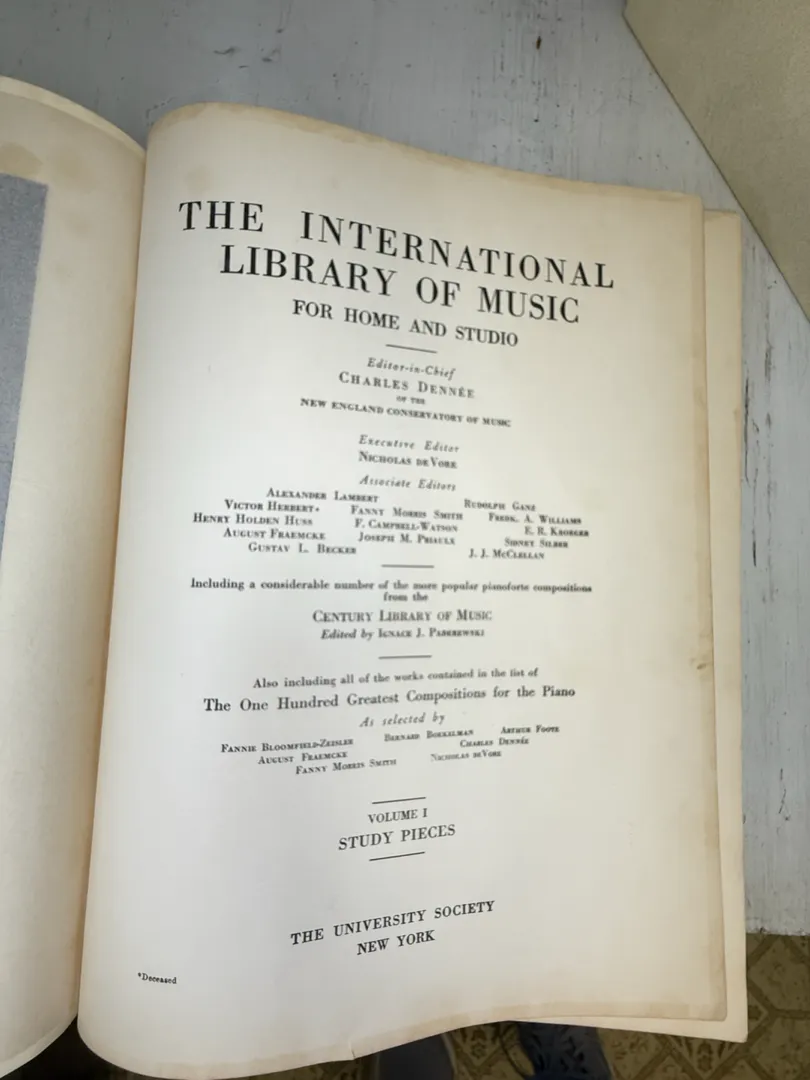 THE INTERNATIONAL
LIBRARY OF MUSIC
FOR HOME AND STUDIO
Editor-in-Chief
CHARLES DENNÉE
OF THE
NEW ENGLAND CONSERVATORY OF MUSIC
Executive Editor
NICHOLAS DEVORE
Associate Editors
ALEXANDER LAMBERT RUDOLPH GANZ
VICTOR HERBERT* FANNY MORRIS SMITH FREDK. A. WILLIAMS
HENRY HOLDEN HUSS F. CAMPBELL-WATSON E. R. KROEGER
AUGUST FRAEMCKE JOSEPH M. PRIAULX SIDNEY SILBER
GUSTAV L. BECKER J. J. MCCLELLAN
Including a considerable number of the more popular pianoforte compositions
from the
CENTURY LIBRARY OF MUSIC
Edited by IGNACE J. PADEREWSKI
Also including all of the works contained in the list of
The One Hundred Greatest Compositions for the Piano
As selected by
FANNIE BLOOMFIELD-ZEISLER BERNARD BOEKELMAN ARTHUR FOOTE
AUGUST FRAEMCKE CHARLES DENNÉE
FANNY MORRIS SMITH NICHOLAS DEVORE
VOLUME I
STUDY PIECES
THE UNIVERSITY SOCIETY
NEW YORK
*Deceased